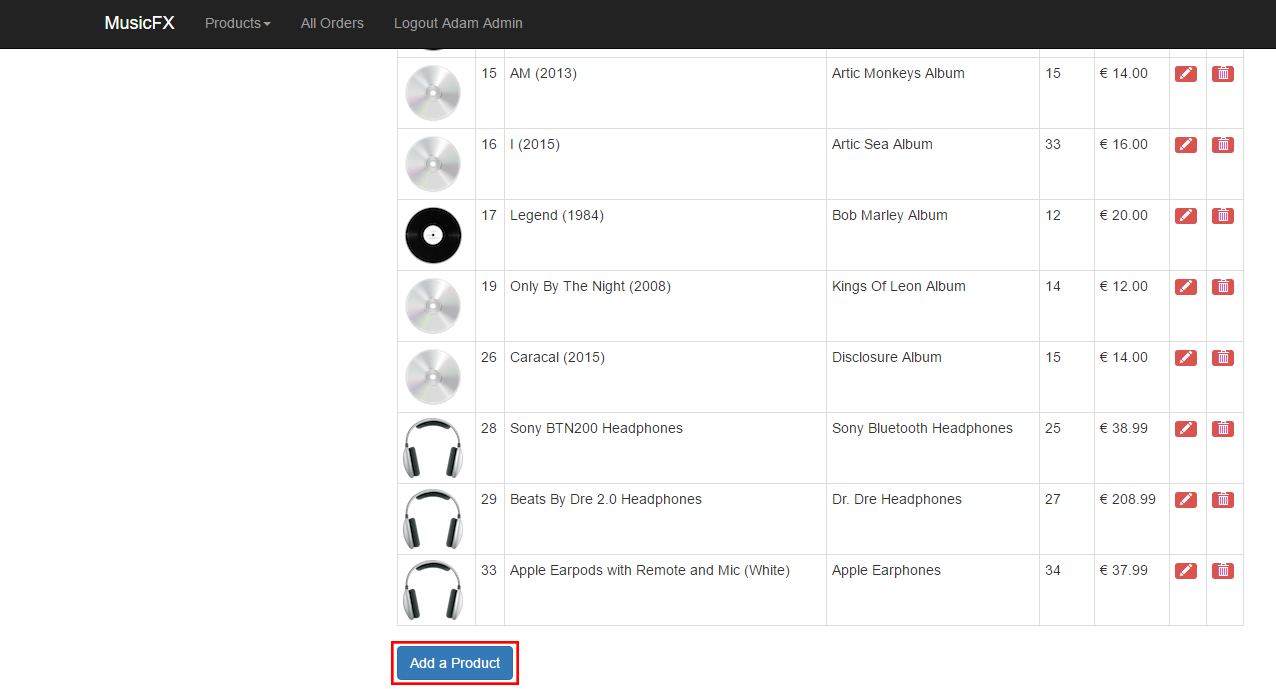 MusicFX Products All Orders Logout Adam Admin
15 AM (2013) Artic Monkeys Album 15 € 14.00
16 I (2015) Artic Sea Album 33 € 16.00
17 Legend (1984) Bob Marley Album 12 € 20.00
19 Only By The Night (2008) Kings Of Leon Album 14 € 12.00
26 Caracal (2015) Disclosure Album 15 € 14.00
28 Sony BTN200 Headphones Sony Bluetooth Headphones 25 € 38.99
29 Beats By Dre 2.0 Headphones Dr. Dre Headphones 27 € 208.99
33 Apple Earpods with Remote and Mic (White) Apple Earphones 34 € 37.99
Add a Product